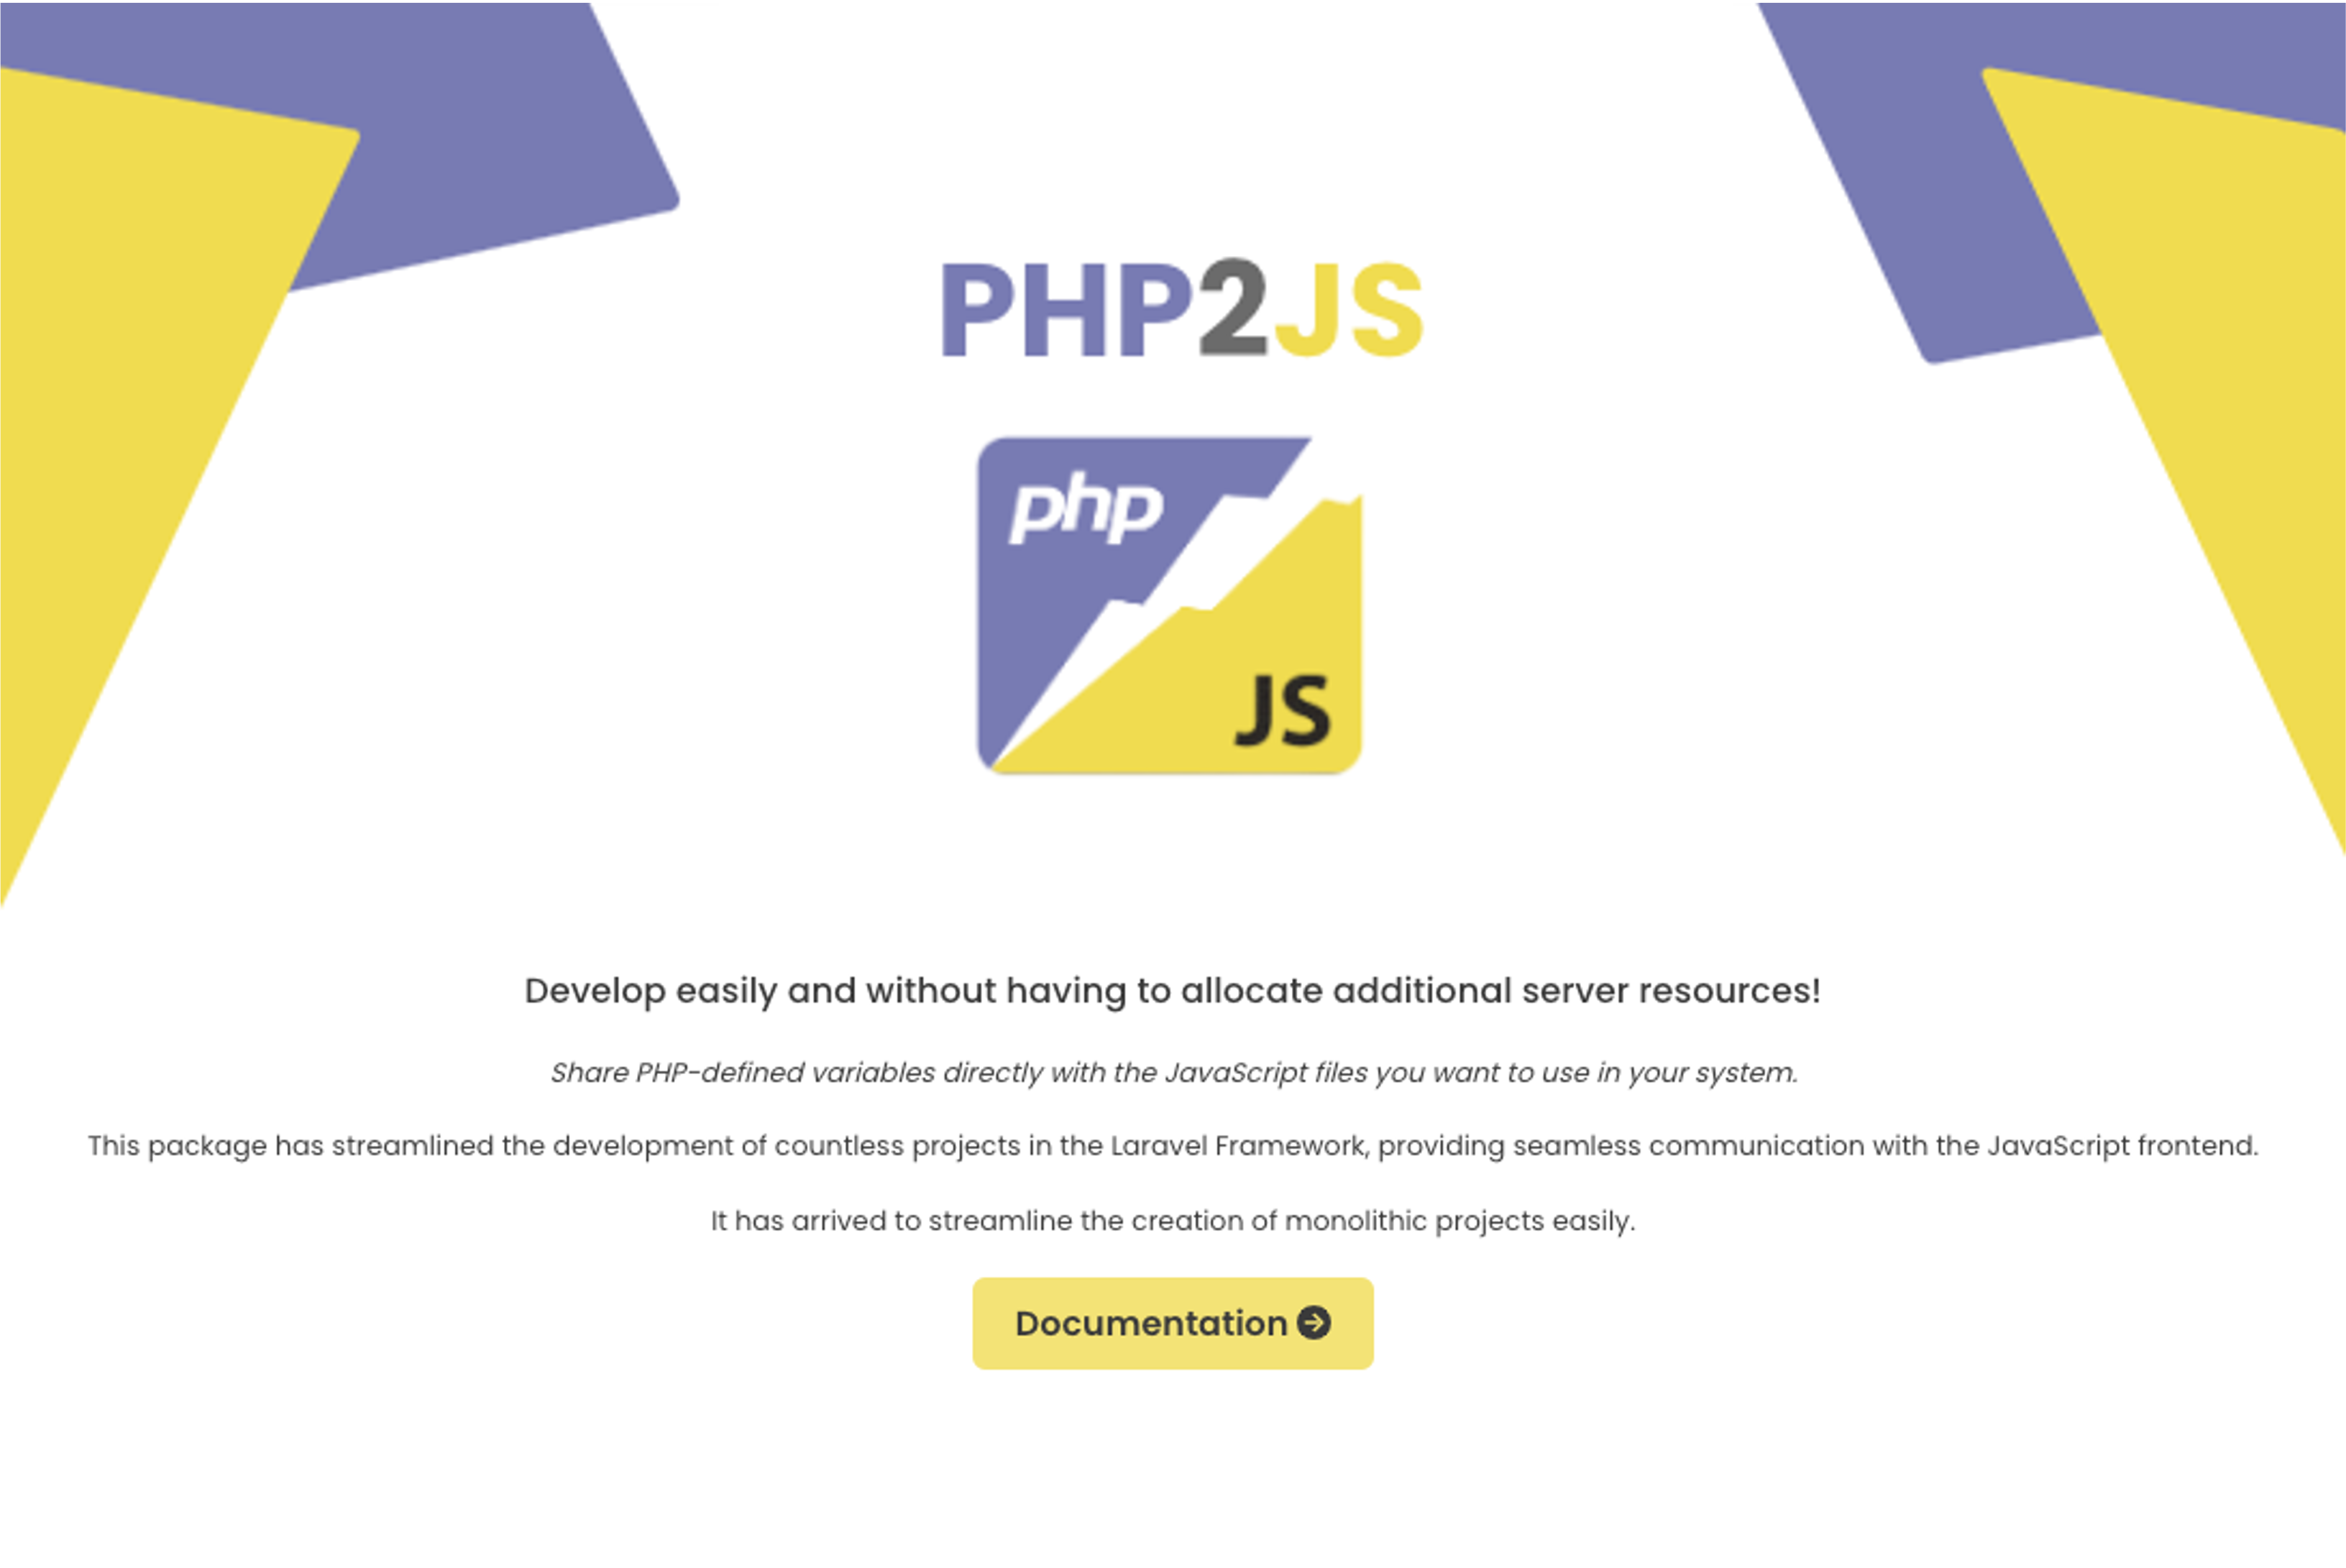 PHP2JS
php
JS
Develop easily and without having to allocate additional server resources!
Share PHP-defined variables directly with the JavaScript files you want to use in your system.
This package has streamlined the development of countless projects in the Laravel Framework, providing seamless communication with the JavaScript frontend.
It has arrived to streamline the creation of monolithic projects easily.
Documentation